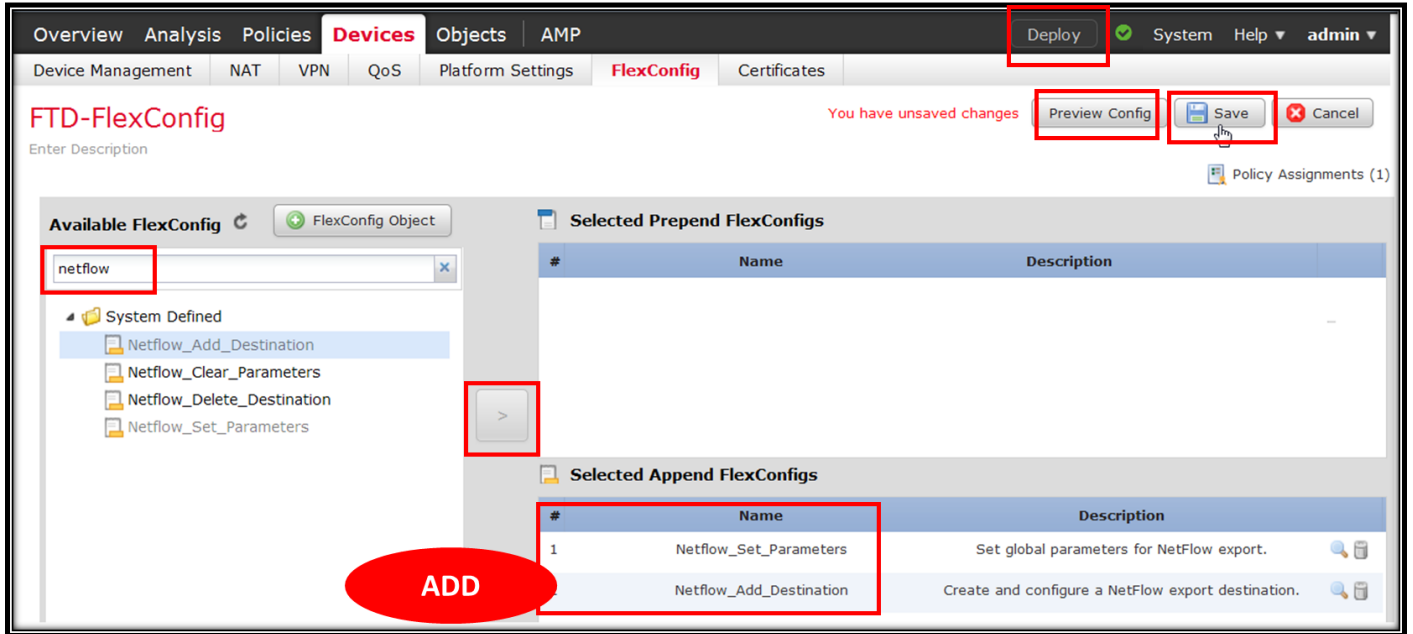 Overview Analysis Policies Devices Objects AMP Deploy System Help admin
Device Management NAT VPN QoS Platform Settings FlexConfig Certificates
FTD-FlexConfig
You have unsaved changes Preview Config Save Cancel
Enter Description
Policy Assignments (1)
Available FlexConfig FlexConfig Object
netflow
System Defined
Netflow_Add_Destination
Netflow_Clear_Parameters
Netflow_Delete_Destination
Netflow_Set_Parameters
>
Selected Prepend FlexConfigs
# Name Description
Selected Append FlexConfigs
# Name Description
1 Netflow_Set_Parameters Set global parameters for NetFlow export.
Netflow_Add_Destination Create and configure a NetFlow export destination.
ADD